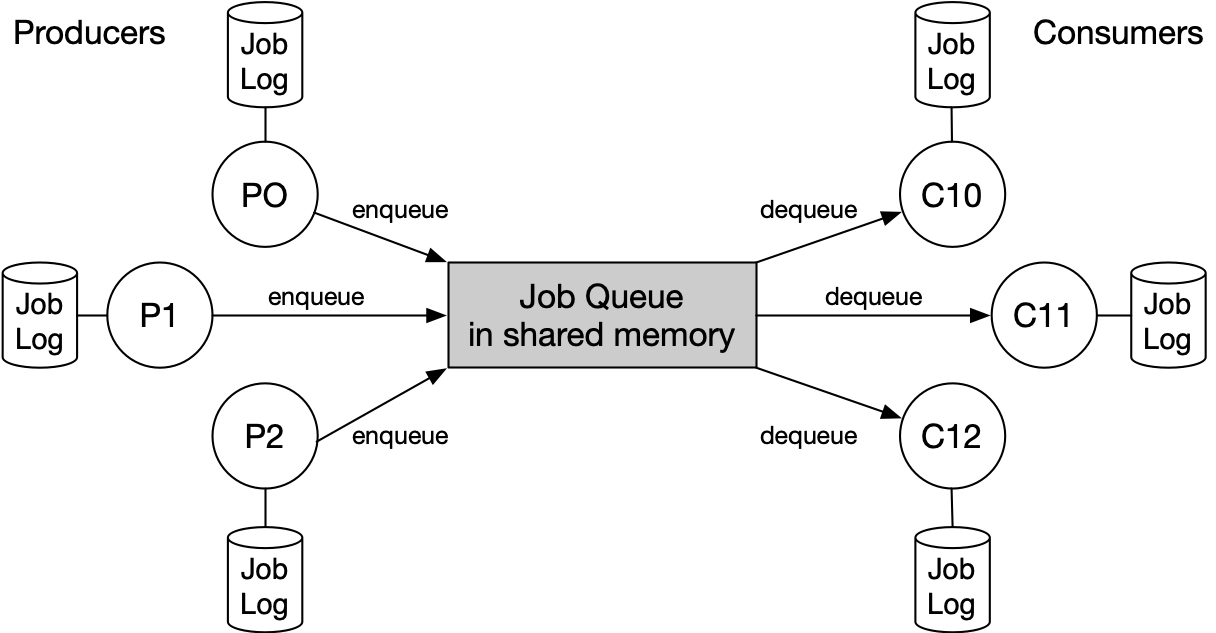 Producers
Job
Log
Job
Log
Consumers
PO
C10
enqueue
dequeue
Job
Log
P1
enqueue
Job Queue
in shared memory
dequeue
C11
Job
Log
P2
enqueue
dequeue
C12
Job
Log
Job
Log